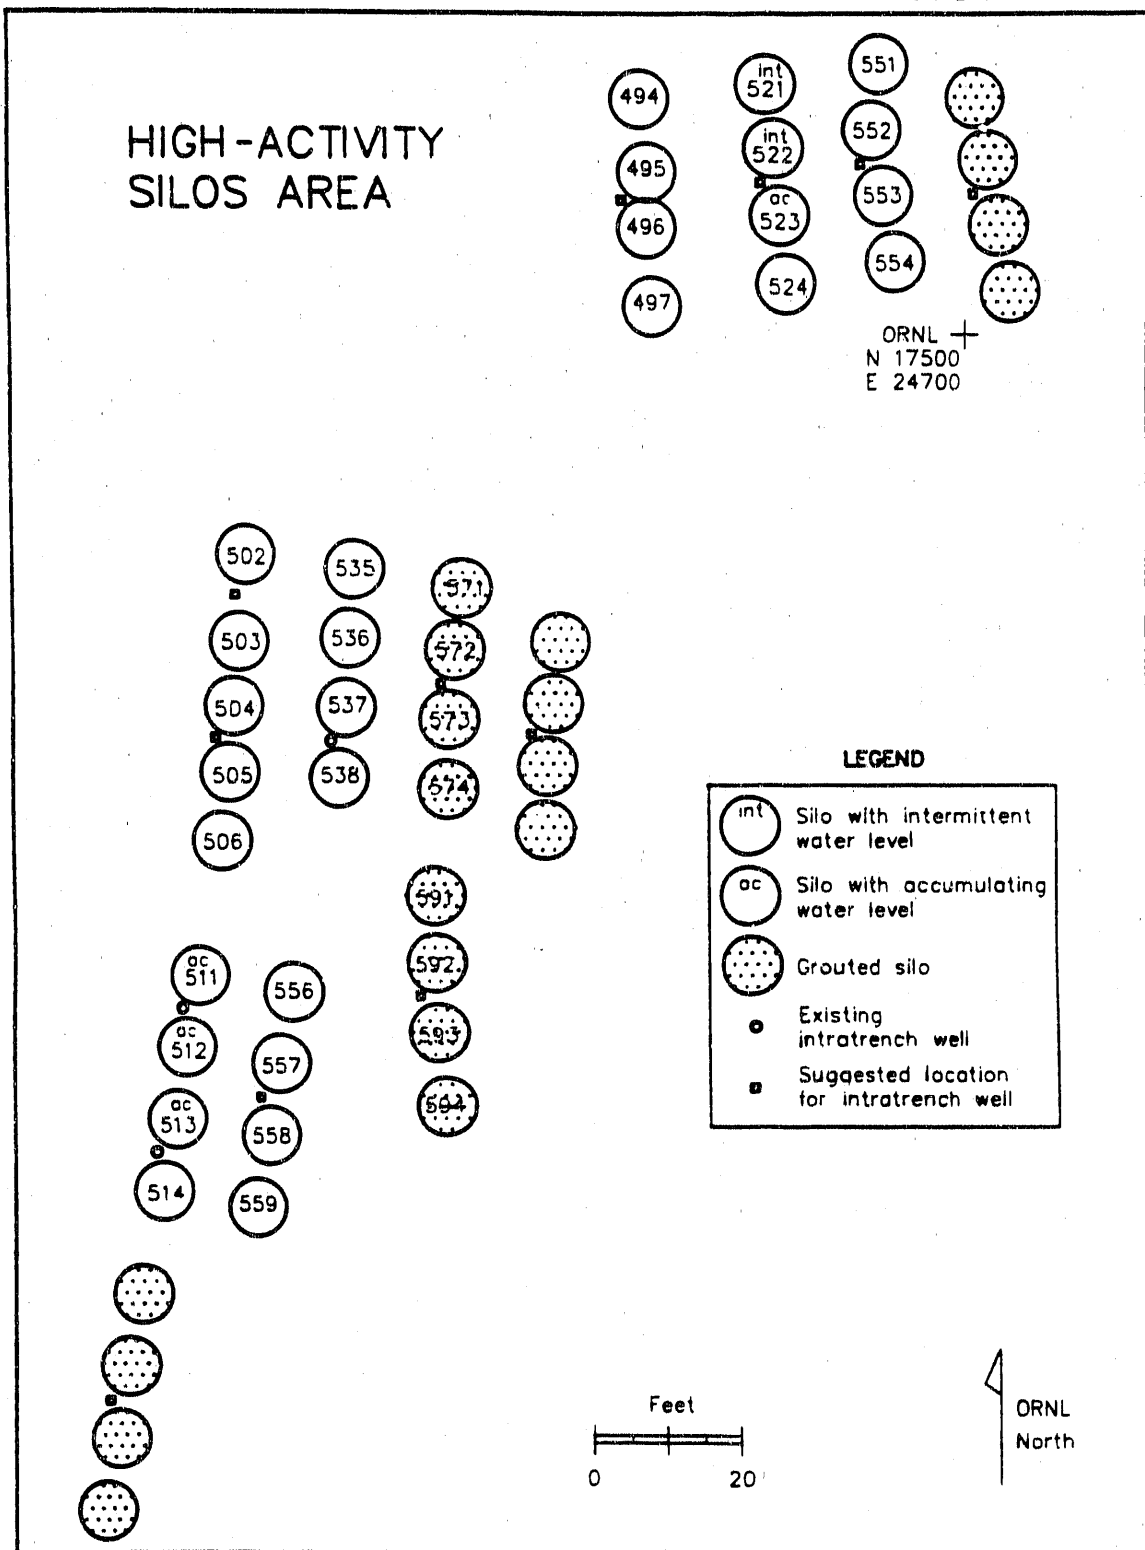 HIGH-ACTIVITY
SILOS AREA
494
495
496
497
int
521
int
522
ac
523
524
551
552
553
554
ORNL
N 17500
E 24700
502
503
504
505
506
535
536
537
538
571
572
573
574
591
592
593
594
ac
511
ac
512
ac
513
514
556
557
558
559
LEGEND
int
Silo with intermittent
water level
ac
Silo with accumulating
water level
Grouted silo
Existing
intratrench well
Suggested location
for intratrench well
Feet
0 20
ORNL
North